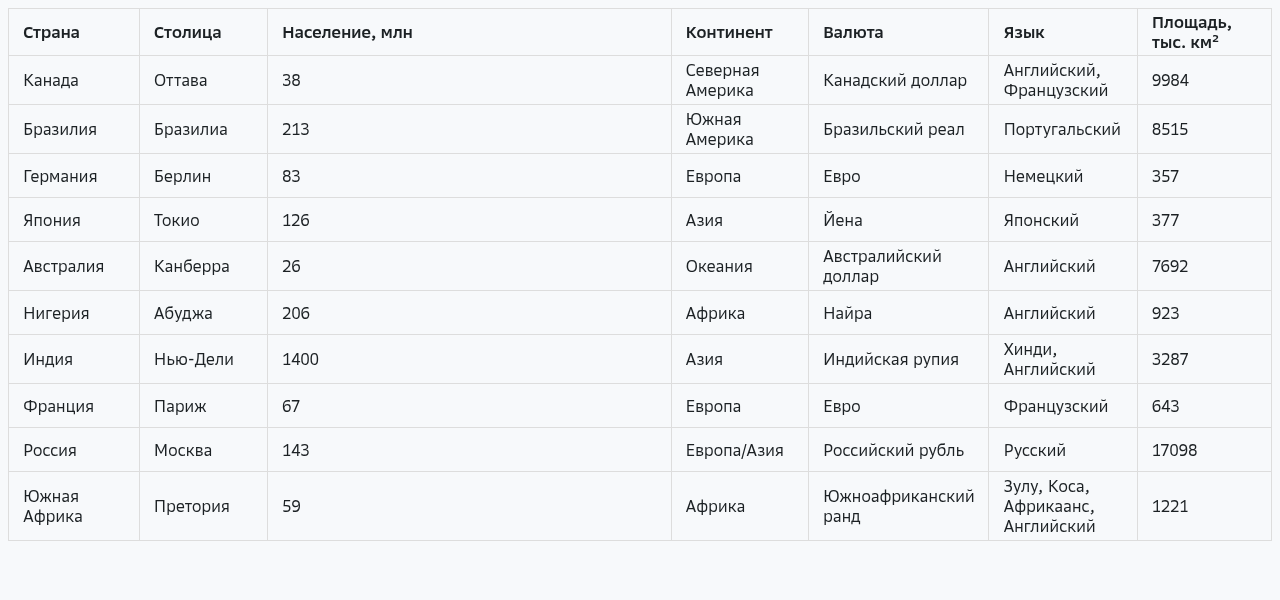 Страна Столица Население, млн Континент Валюта Язык Площадь, тыс. км²
Канада Оттава 38 Северная Америка Канадский доллар Английский, Французский 9984
Бразилия Бразилиа 213 Южная Америка Бразильский реал Португальский 8515
Германия Берлин 83 Европа Евро Немецкий 357
Япония Токио 126 Азия Йена Японский 377
Австралия Канберра 26 Океания Австралийский доллар Английский 7692
Нигерия Абуджа 206 Африка Найра Английский 923
Индия Нью-Дели 1400 Азия Индийская рупия Хинди, Английский 3287
Франция Париж 67 Европа Евро Французский 643
Россия Москва 143 Европа/Азия Российский рубль Русский 17098
Южная Африка Претория 59 Африка Южноафриканский ранд Зулу, Коса, Африкаанс, Английский 1221